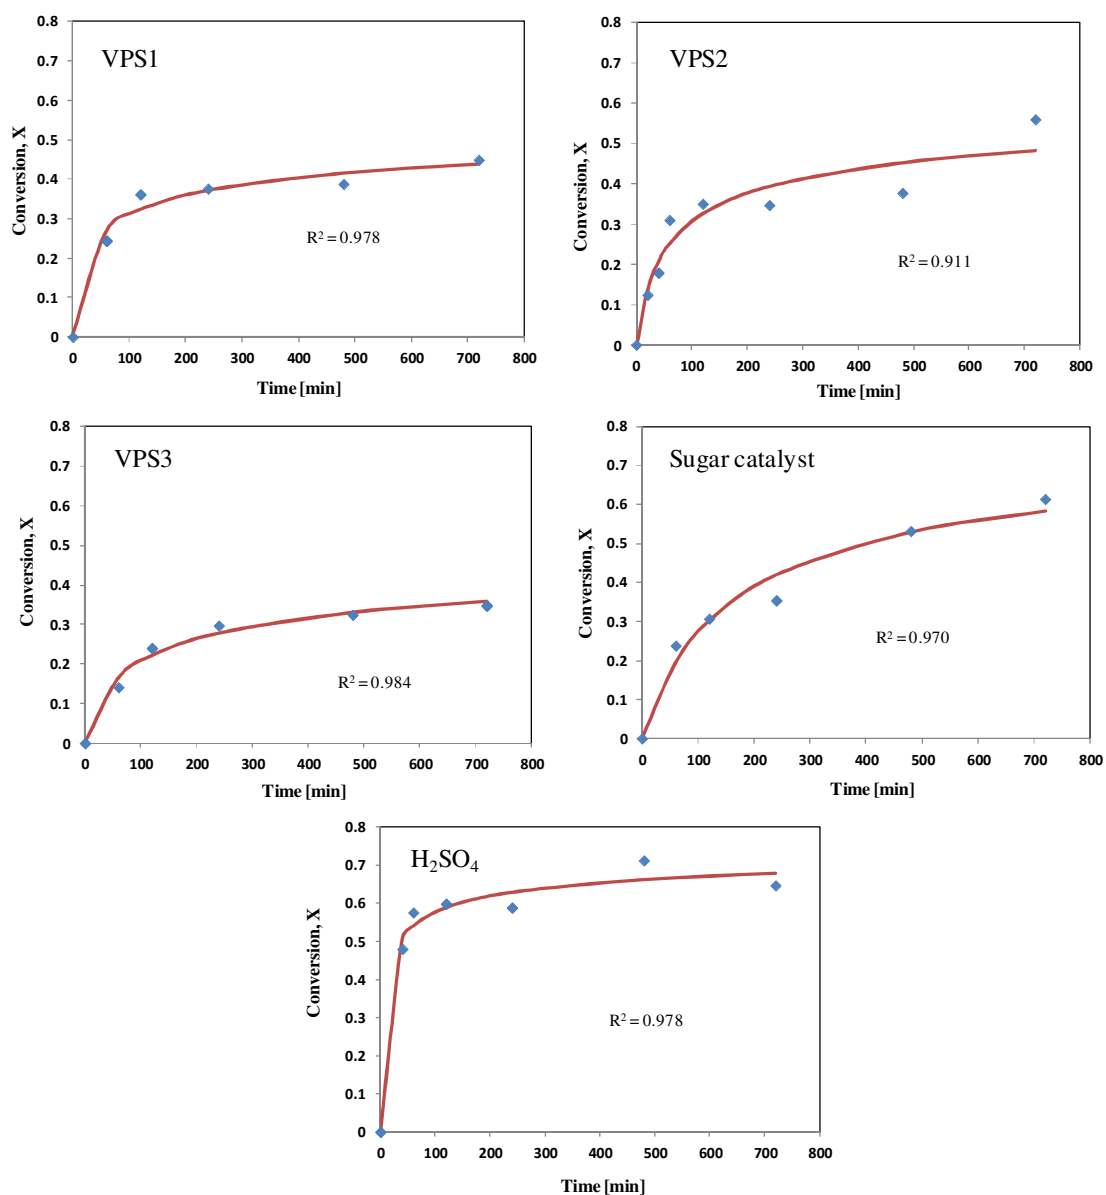 VPS1
Conversion, X
0.8
0.7
0.6
0.5
0.4
0.3
0.2
0.1
0
R² = 0.978
0 100 200 300 400 500 600 700 800
Time [min]
VPS2
Conversion, X
0.8
0.7
0.6
0.5
0.4
0.3
0.2
0.1
0
R² = 0.911
0 100 200 300 400 500 600 700 800
Time [min]
VPS3
Conversion, X
0.8
0.7
0.6
0.5
0.4
0.3
0.2
0.1
0
R² = 0.984
0 100 200 300 400 500 600 700 800
Time [min]
Sugar catalyst
Conversion, X
0.8
0.7
0.6
0.5
0.4
0.3
0.2
0.1
0
R² = 0.970
0 100 200 300 400 500 600 700 800
Time [min]
H₂SO₄
Conversion, X
0.8
0.7
0.6
0.5
0.4
0.3
0.2
0.1
0
R² = 0.978
0 100 200 300 400 500 600 700 800
Time [min]